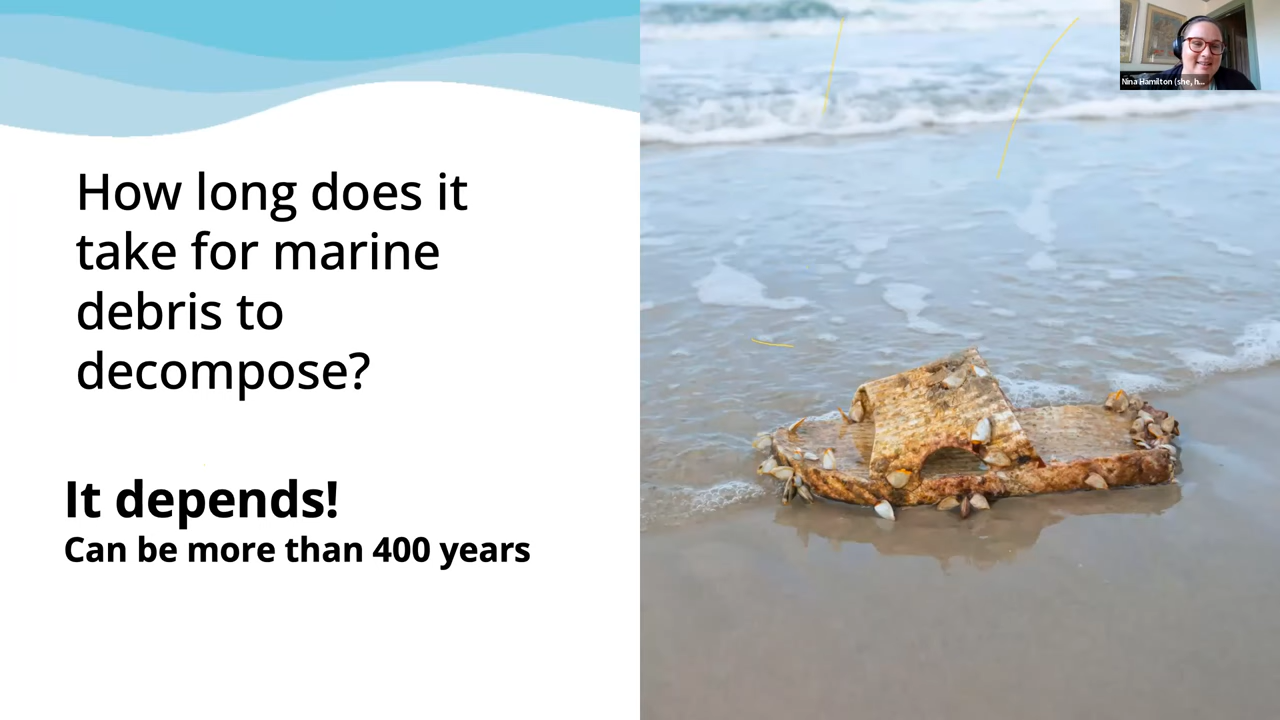 How long does it
take for marine
debris to
decompose?
It depends!
Can be more than 400 years
Nina Hamilton (she, h...